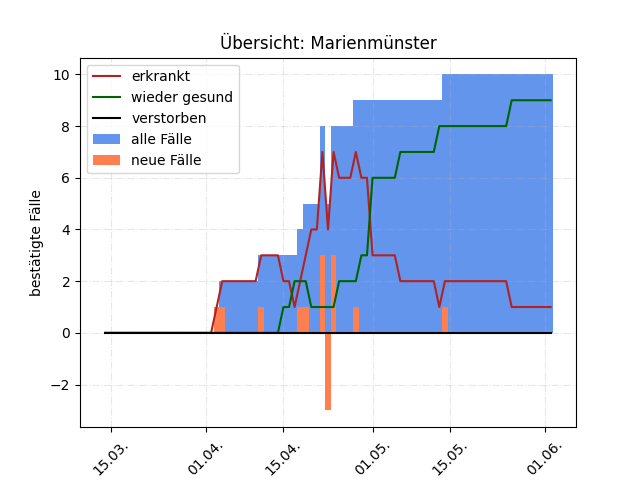 Übersicht: Marienmünster
erkrankt
wieder gesund
verstorben
alle Fälle
neue Fälle
bestätigte Fälle
10
8
6
4
2
0
−2
15.03.
01.04.
15.04.
01.05.
15.05.
01.06.